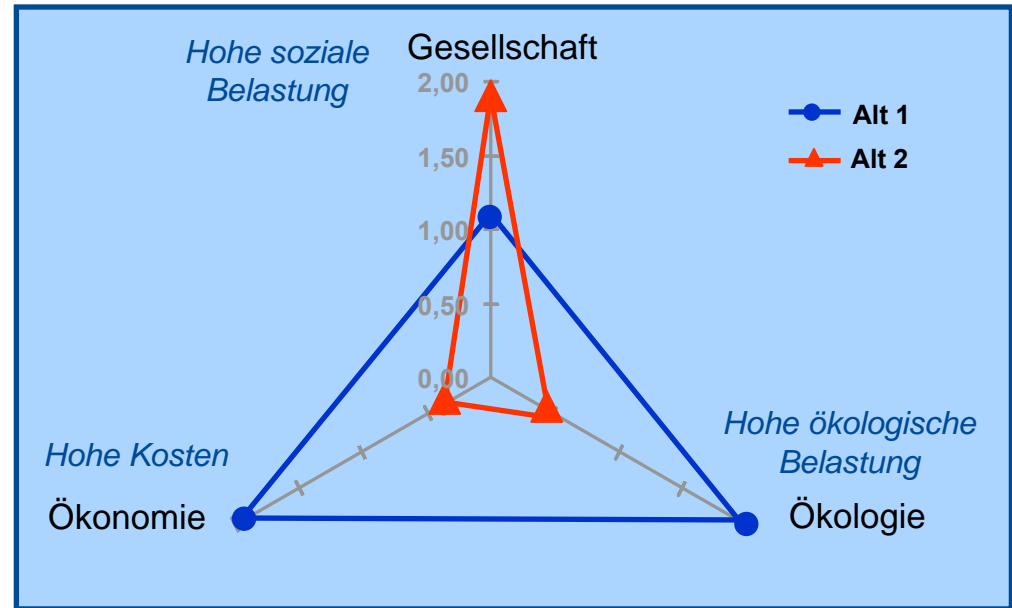 Hohe soziale
Belastung
Gesellschaft
2,00
1,50
1,00
0,50
0,00
Alt 1
Alt 2
Hohe Kosten
Ökonomie
Hohe ökologische
Belastung
Ökologie